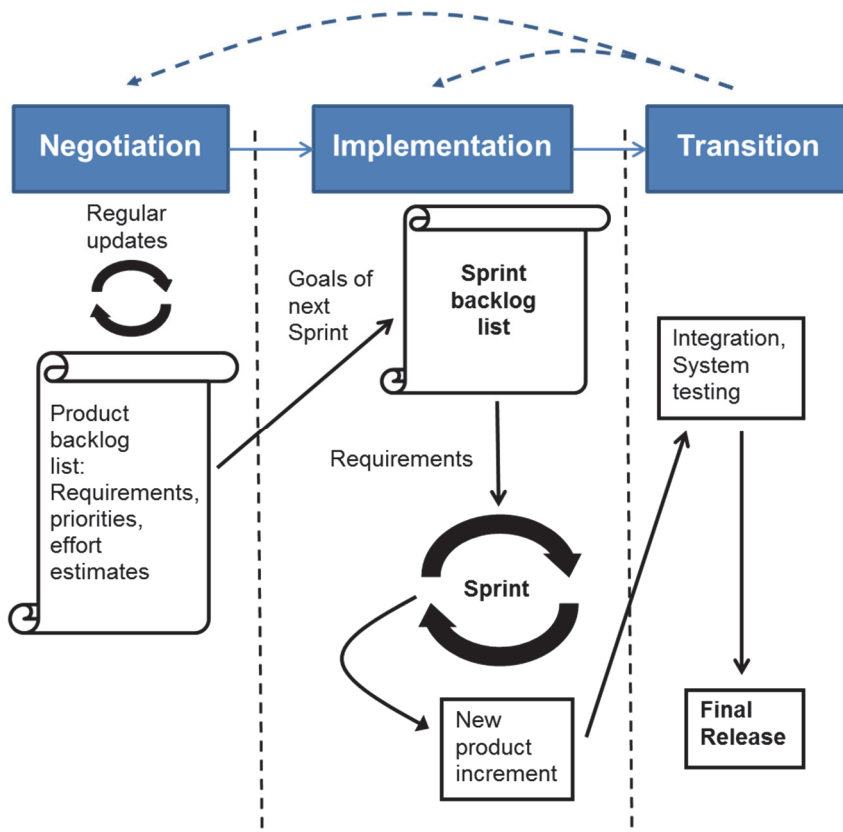 Negotiation
Implementation
Transition
Regular
updates
Product
backlog
list:
Requirements,
priorities,
effort
estimates
Goals of
next
Sprint
Sprint
backlog
list
Requirements
Sprint
New
product
increment
Integration,
System
testing
Final
Release